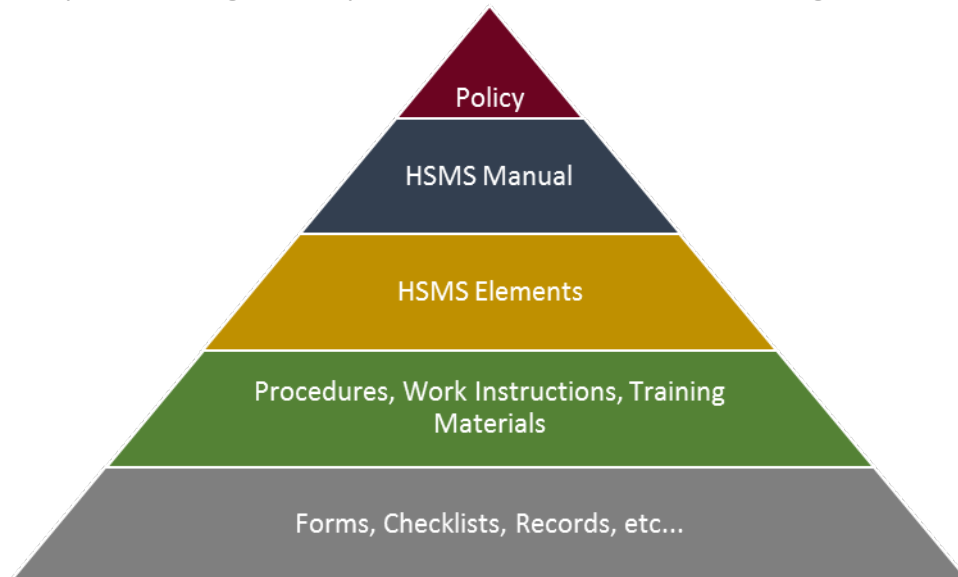 Policy
HSMS Manual
HSMS Elements
Procedures, Work Instructions, Training
Materials
Forms, Checklists, Records, etc...